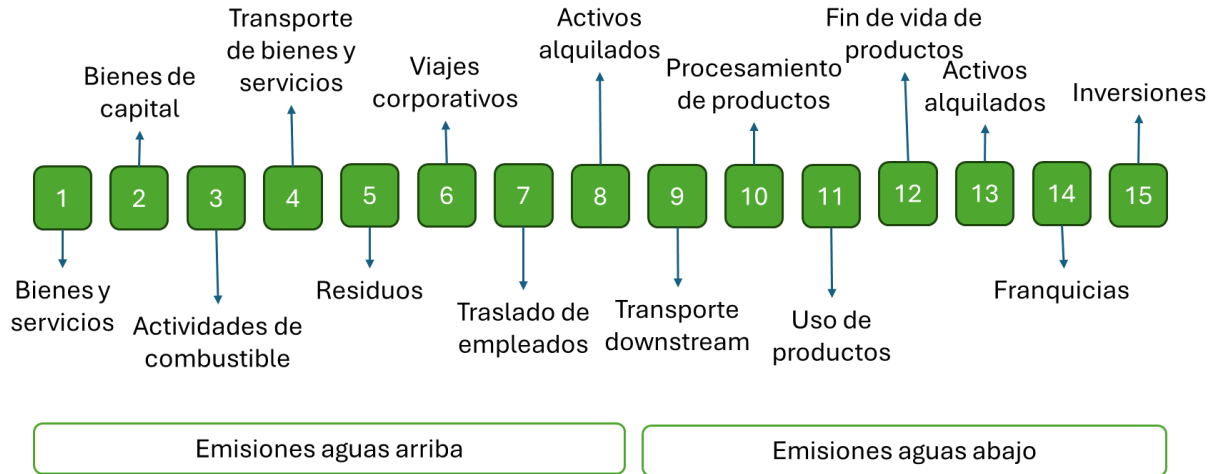 Transporte
de bienes y
servicios
Activos
alquilados
Fin de vida de
productos
Bienes de
capital
Viajes
corporativos
Procesamiento
de productos
Activos
alquilados
Inversiones
1
2
3
4
5
6
7
8
9
10
11
12
13
14
15
Bienes y
servicios
Actividades de
combustible
Residuos
Traslado de
empleados
Transporte
downstream
Uso de
productos
Franquicias
Emisiones aguas arriba
Emisiones aguas abajo